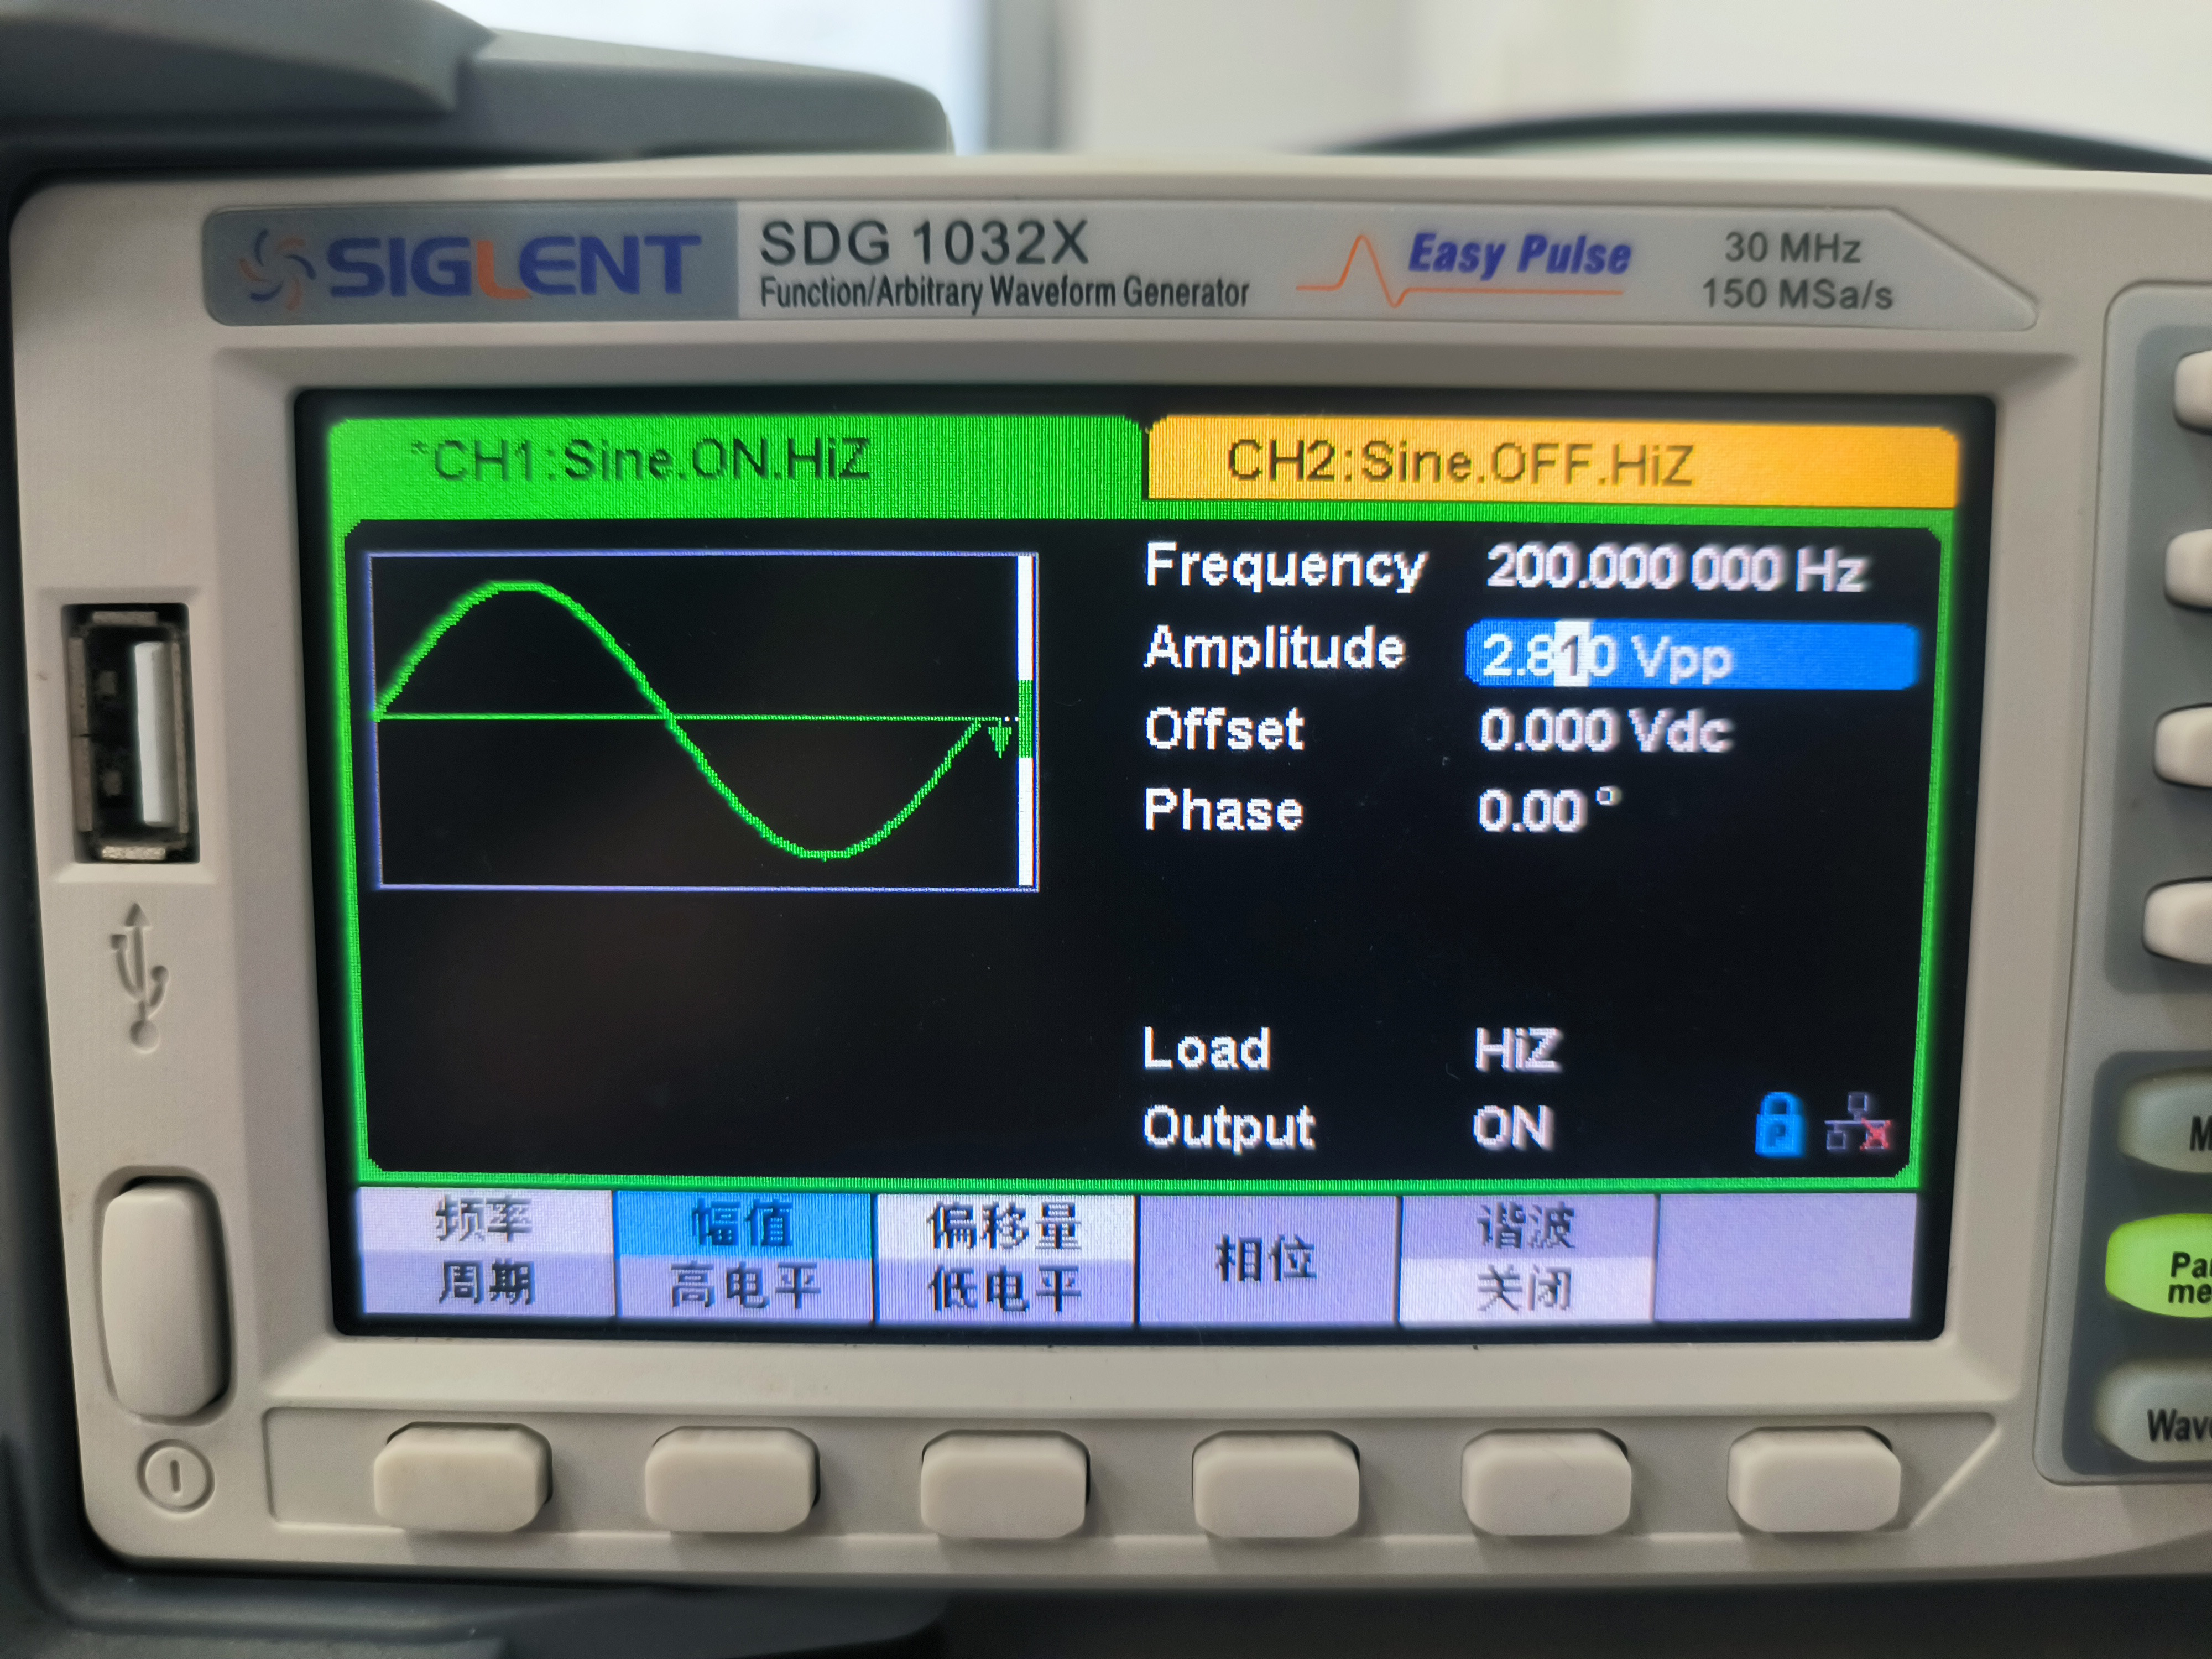 SIGLENT
SDG 1032X
Function/Arbitrary Waveform Generator
Easy Pulse
30 MHz
150 MSa/s
*CH1:Sine.ON.HiZ
CH2:Sine.OFF.HiZ
Frequency 200.000 000 Hz
Amplitude 2.810 Vpp
Offset 0.000 Vdc
Phase 0.00 °
Load HiZ
Output ON
P
频率
周期
幅值
高电平
偏移量
低电平
相位
谐波
关闭
M
Par
me
Wav